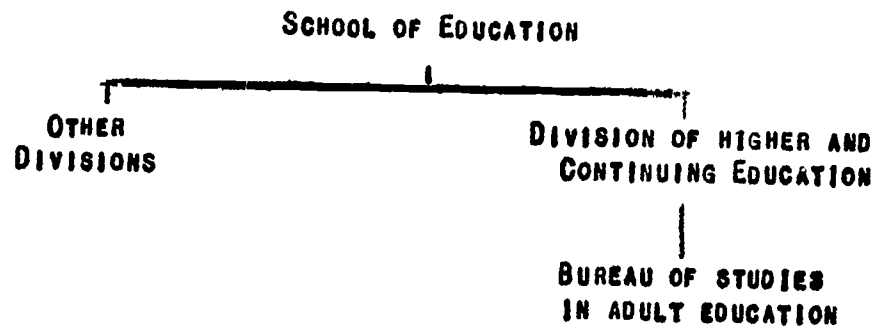 SCHOOL OF EDUCATION
OTHER
DIVISIONS
DIVISION OF HIGHER AND
CONTINUING EDUCATION
BUREAU OF STUDIES
IN ADULT EDUCATION